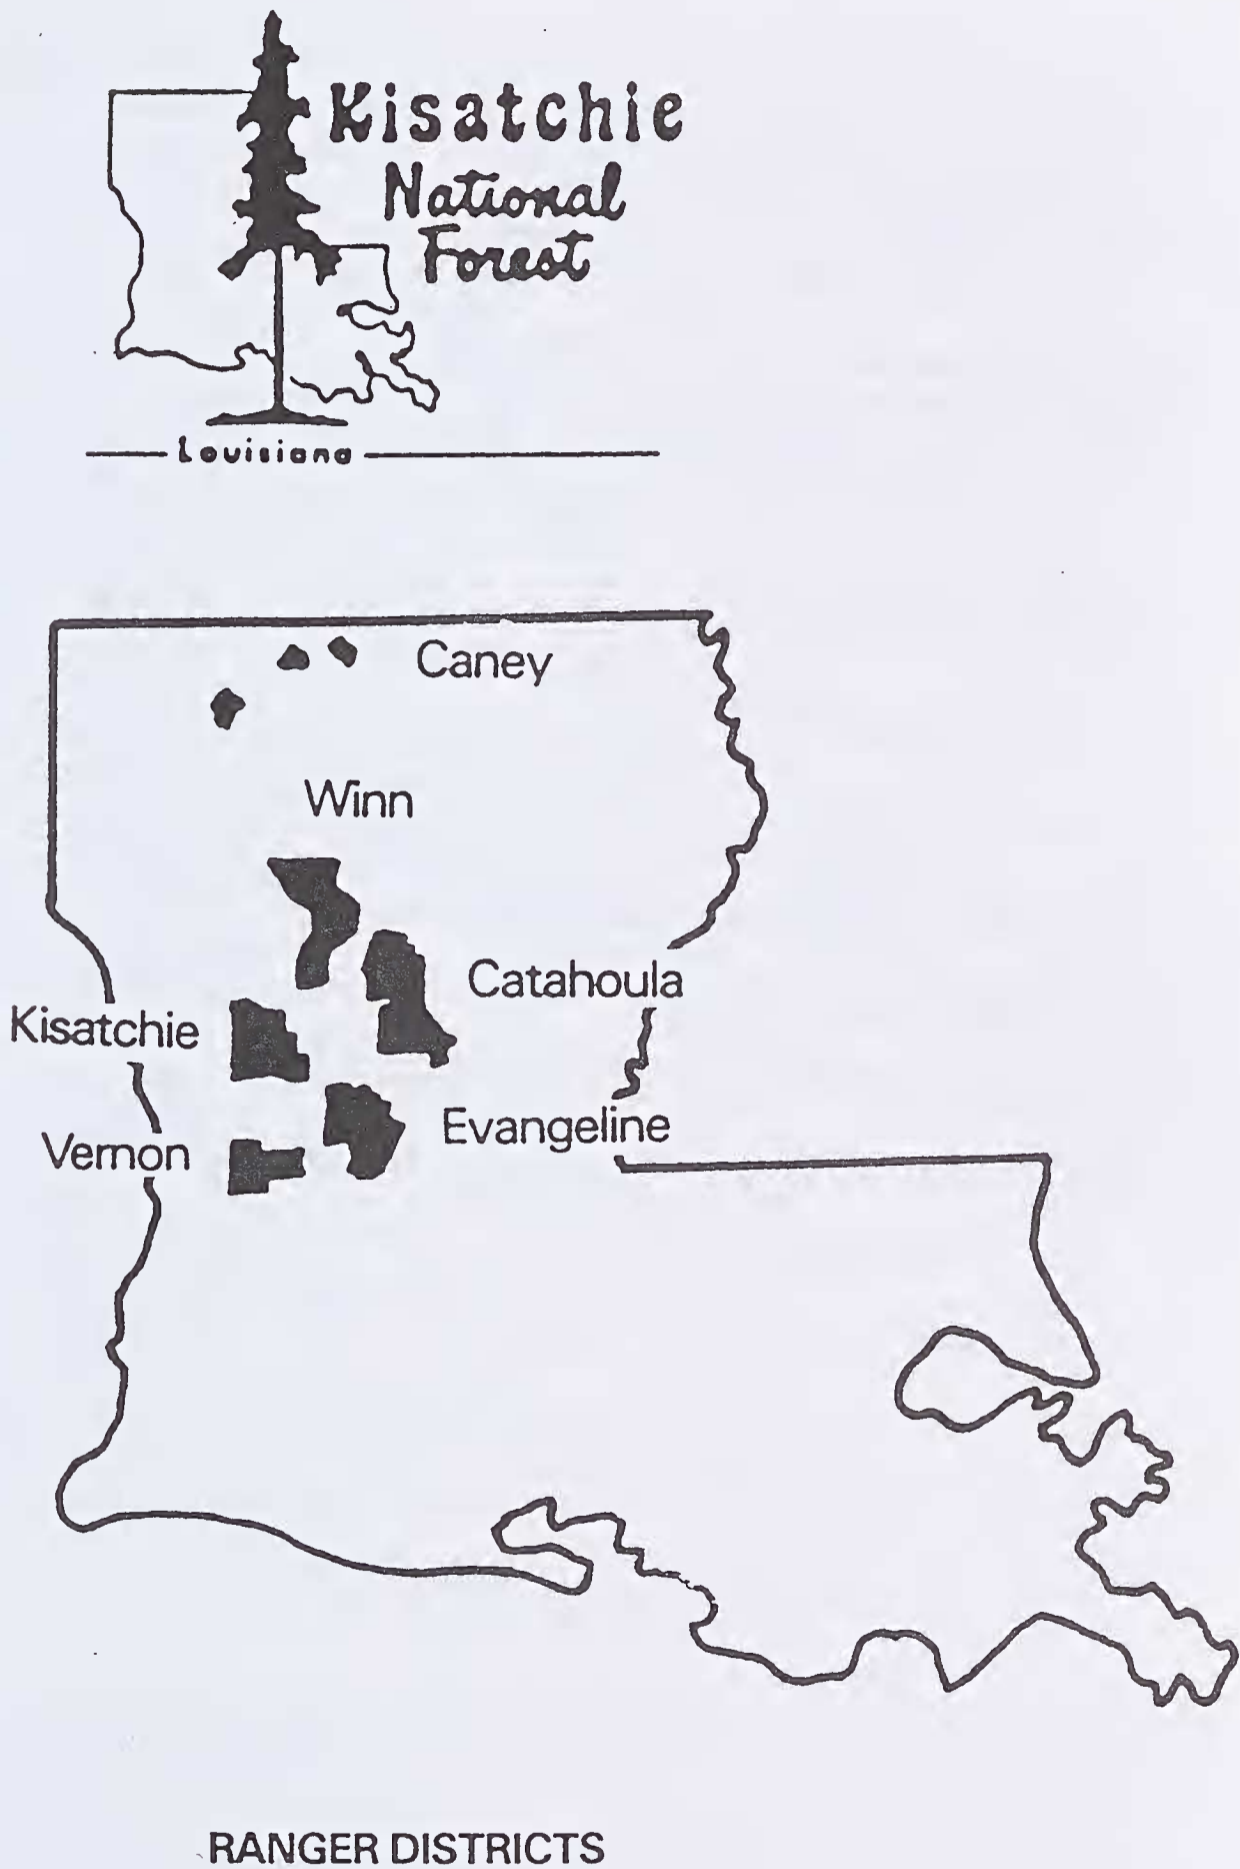 Kisatchie
National
Forest
Louisiana
Caney
Winn
Catahoula
Kisatchie
Evangeline
Vernon
RANGER DISTRICTS